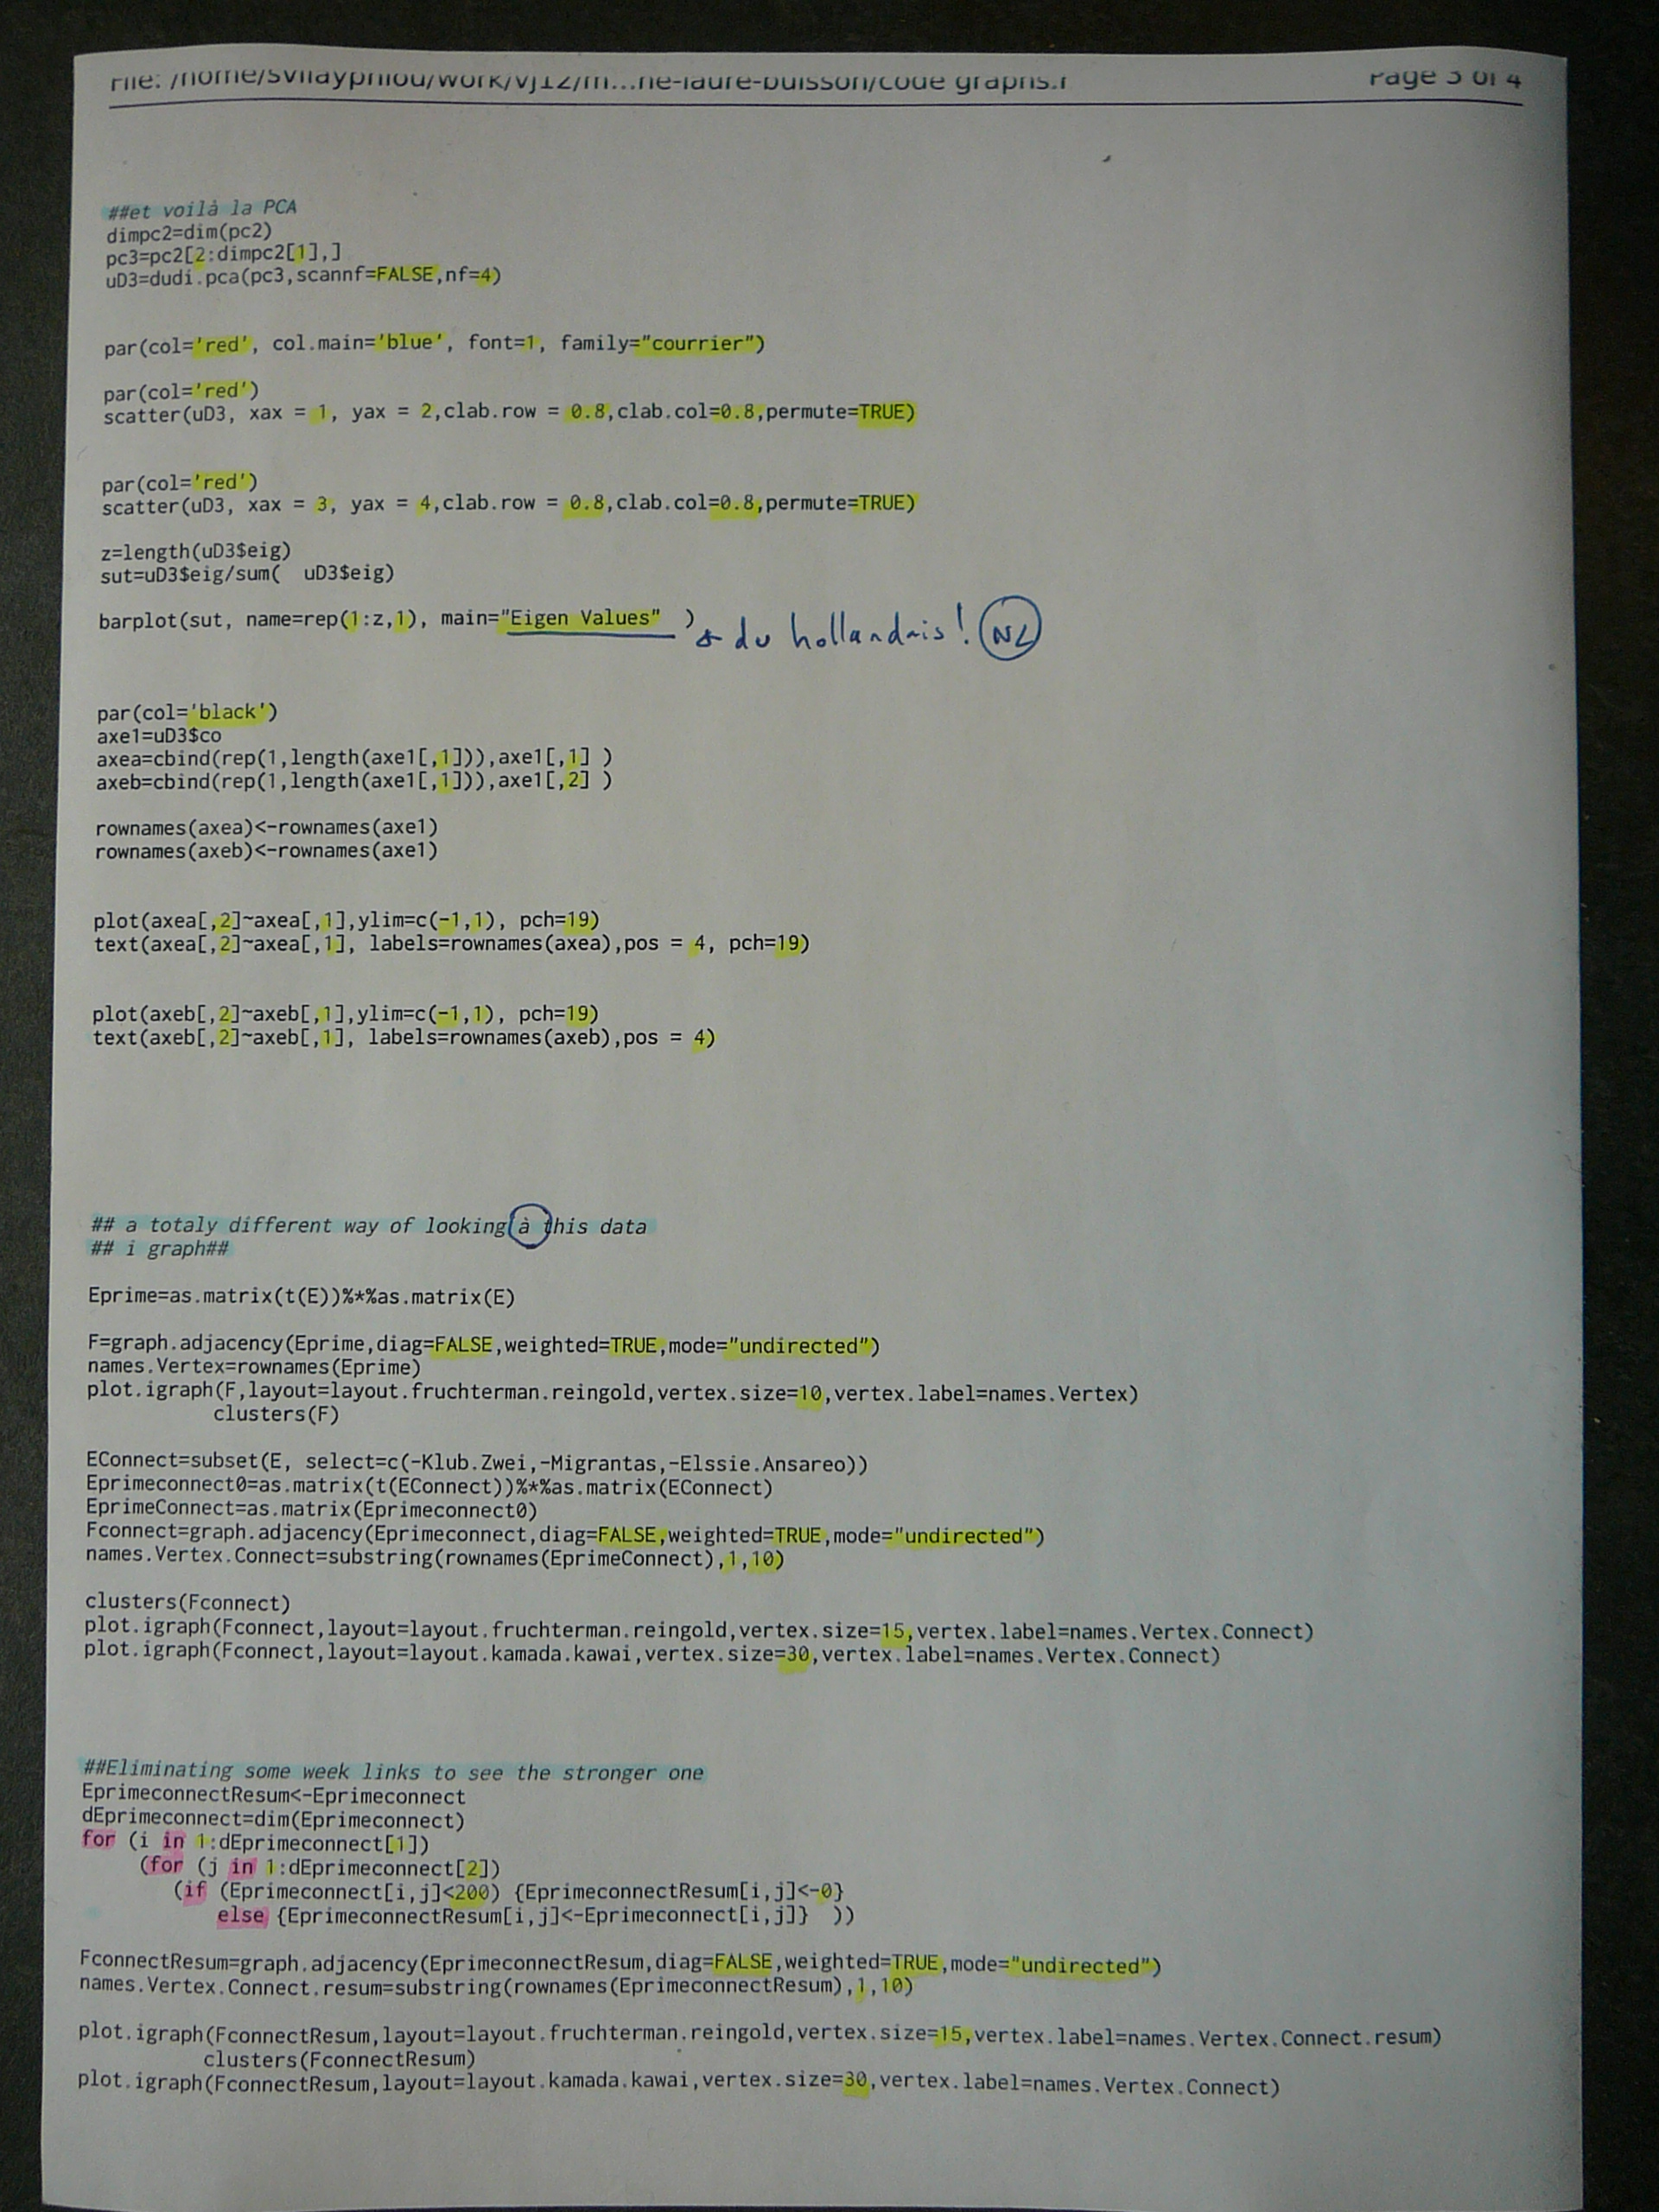 File: /home/svilayphiou/work/vj12/m...ne-laure-buisson/code graphs.r Page 3 of 4
##et voilà la PCA
dimpc2=dim(pc2)
pc3=pc2[2:dimpc2[1],]
uD3=dudi.pca(pc3,scannf=FALSE,nf=4)
par(col='red', col.main='blue', font=1, family="courrier")
par(col='red')
scatter(uD3, xax = 1, yax = 2,clab.row = 0.8,clab.col=0.8,permute=TRUE)
par(col='red')
scatter(uD3, xax = 3, yax = 4,clab.row = 0.8,clab.col=0.8,permute=TRUE)
z=length(uD3$eig)
sut=uD3$eig/sum(  uD3$eig)
barplot(sut, name=rep(1:z,1), main="Eigen Values"  )
du hollandais! NL
par(col='black')
axe1=uD3$co
axea=cbind(rep(1,length(axe1[,1])),axe1[,1] )
axeb=cbind(rep(1,length(axe1[,1])),axe1[,2] )
rownames(axea)<-rownames(axe1)
rownames(axeb)<-rownames(axe1)
plot(axea[,2]~axea[,1],ylim=c(-1,1), pch=19)
text(axea[,2]~axea[,1], labels=rownames(axea),pos = 4, pch=19)
plot(axeb[,2]~axeb[,1],ylim=c(-1,1), pch=19)
text(axeb[,2]~axeb[,1], labels=rownames(axeb),pos = 4)
## a totaly different way of looking à this data
## i graph##
Eprime=as.matrix(t(E))%*%as.matrix(E)
F=graph.adjacency(Eprime,diag=FALSE,weighted=TRUE,mode="undirected")
names.Vertex=rownames(Eprime)
plot.igraph(F,layout=layout.fruchterman.reingold,vertex.size=10,vertex.label=names.Vertex)
clusters(F)
EConnect=subset(E, select=c(-Klub.Zwei,-Migrantas,-Elssie.Ansareo))
Eprimeconnect0=as.matrix(t(EConnect))%*%as.matrix(EConnect)
EprimeConnect=as.matrix(Eprimeconnect0)
Fconnect=graph.adjacency(Eprimeconnect,diag=FALSE,weighted=TRUE,mode="undirected")
names.Vertex.Connect=substring(rownames(EprimeConnect),1,10)
clusters(Fconnect)
plot.igraph(Fconnect,layout=layout.fruchterman.reingold,vertex.size=15,vertex.label=names.Vertex.Connect)
plot.igraph(Fconnect,layout=layout.kamada.kawai,vertex.size=30,vertex.label=names.Vertex.Connect)
##Eliminating some week links to see the stronger one
EprimeconnectResum<-Eprimeconnect
dEprimeconnect=dim(Eprimeconnect)
for (i in 1:dEprimeconnect[1])
(for (j in 1:dEprimeconnect[2])
(if (Eprimeconnect[i,j]<200) {EprimeconnectResum[i,j]<-0}
else {EprimeconnectResum[i,j]<-Eprimeconnect[i,j]}  ))
FconnectResum=graph.adjacency(EprimeconnectResum,diag=FALSE,weighted=TRUE,mode="undirected")
names.Vertex.Connect.resum=substring(rownames(EprimeconnectResum),1,10)
plot.igraph(FconnectResum,layout=layout.fruchterman.reingold,vertex.size=15,vertex.label=names.Vertex.Connect.resum)
clusters(FconnectResum)
plot.igraph(FconnectResum,layout=layout.kamada.kawai,vertex.size=30,vertex.label=names.Vertex.Connect)